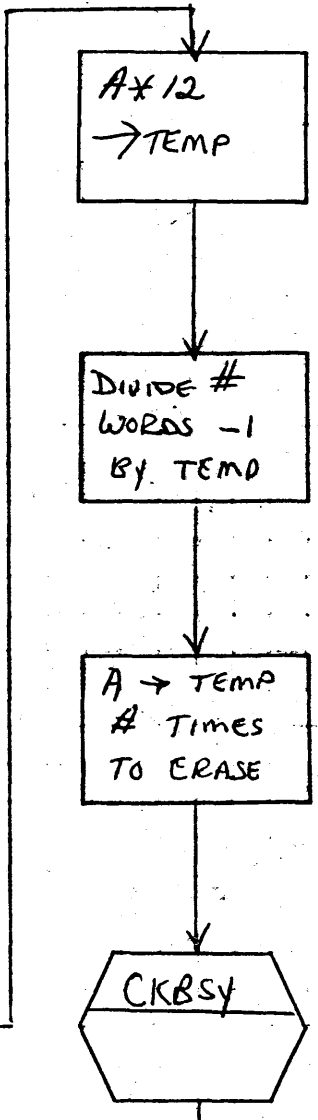 A*12
→TEMP
DIVIDE #
WORDS -1
BY TEMP
A → TEMP
# TIMES
TO ERASE
CKBSY